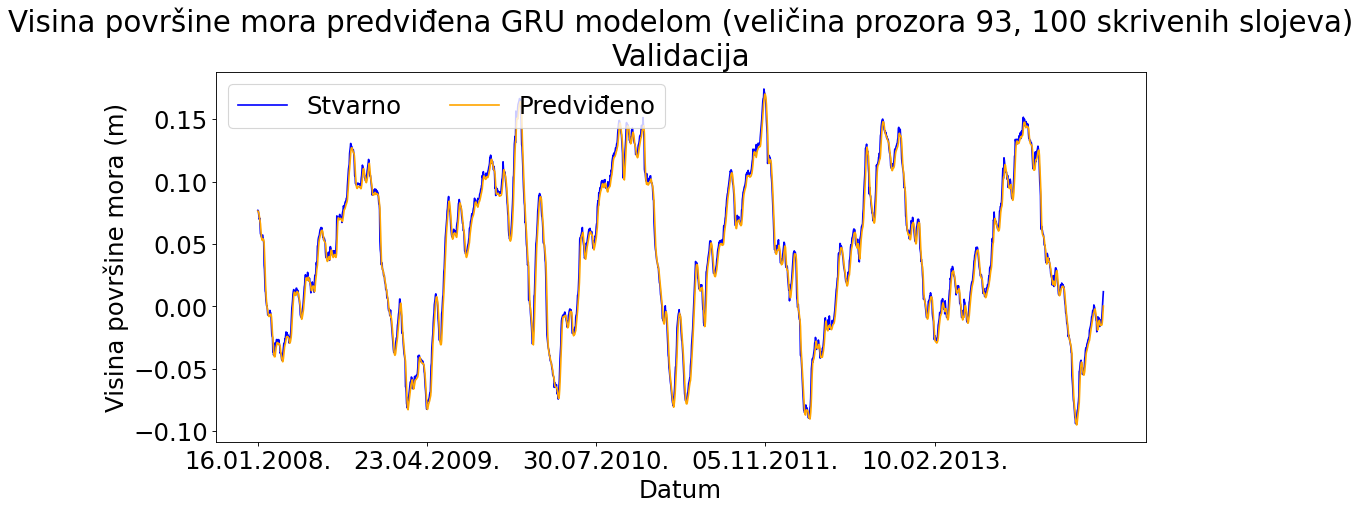 Visina površine mora predviđena GRU modelom (veličina prozora 93, 100 skrivenih slojeva)
Validacija
Stvarno Predviđeno
Visina površine mora (m)
0.15
0.10
0.05
0.00
−0.05
−0.10
16.01.2008. 23.04.2009. 30.07.2010. 05.11.2011. 10.02.2013.
Datum